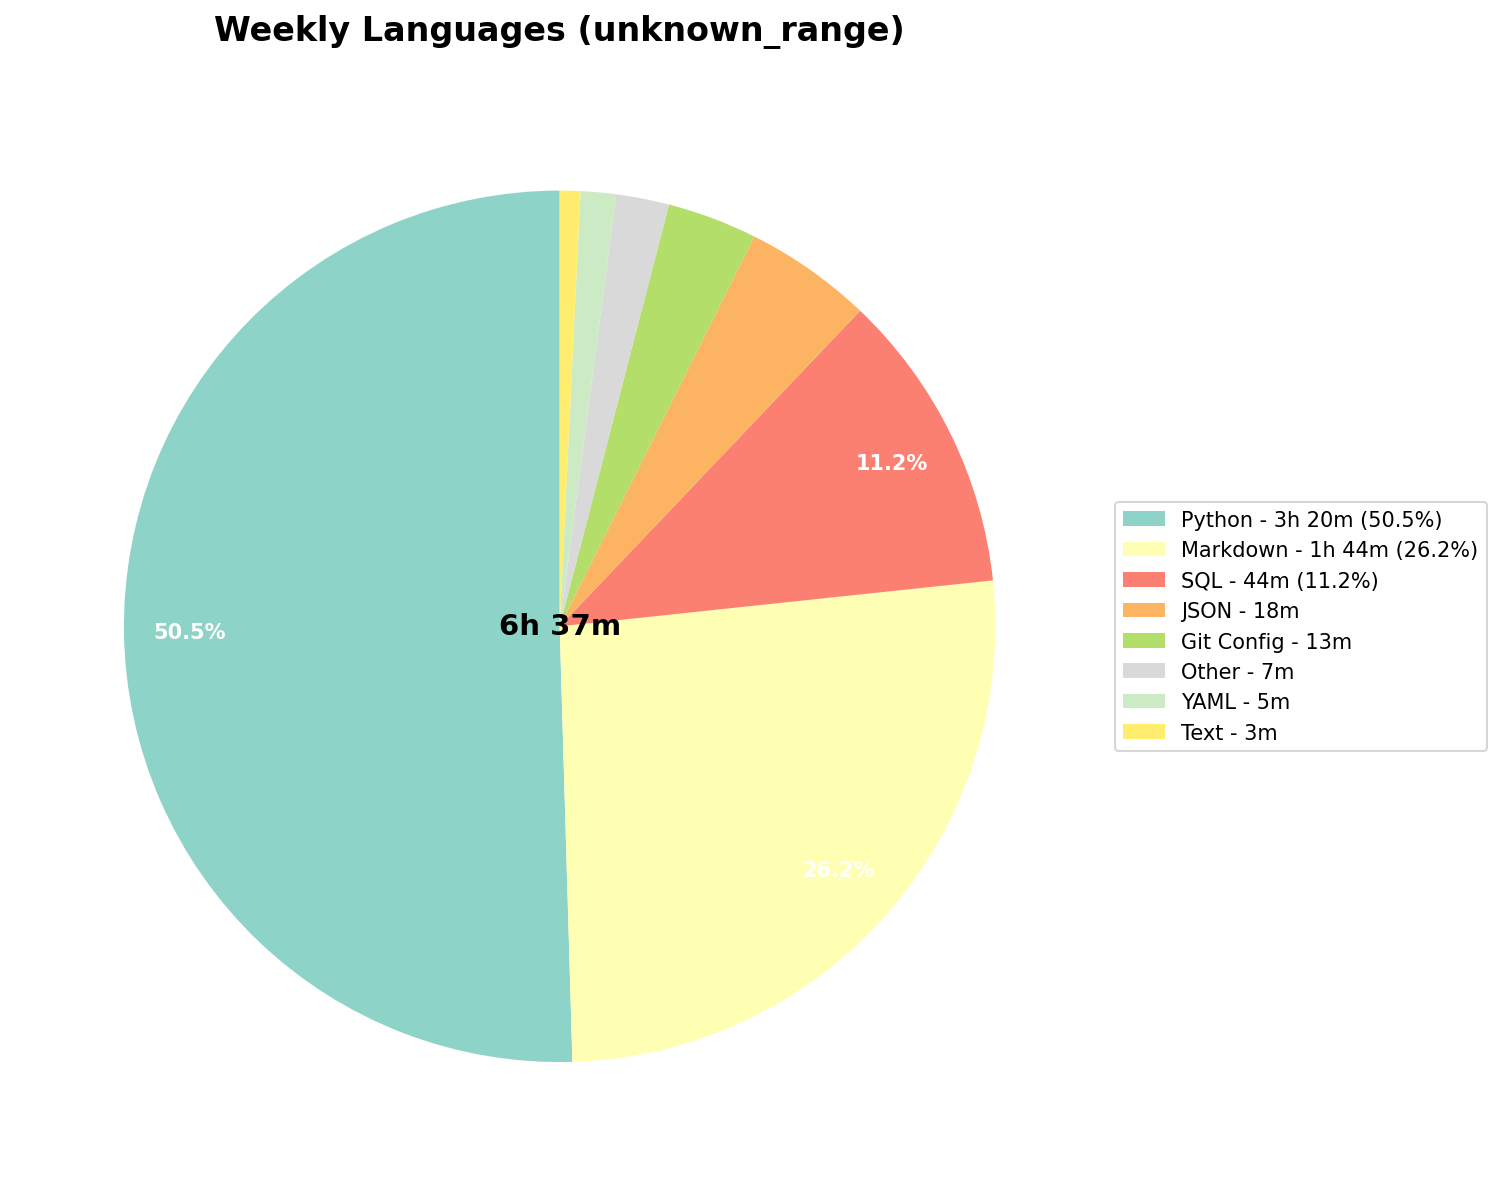 Weekly Languages (unknown_range)
11.2%
50.5%
6h 37m
26.2%
Python - 3h 20m (50.5%)
Markdown - 1h 44m (26.2%)
SQL - 44m (11.2%)
JSON - 18m
Git Config - 13m
Other - 7m
YAML - 5m
Text - 3m